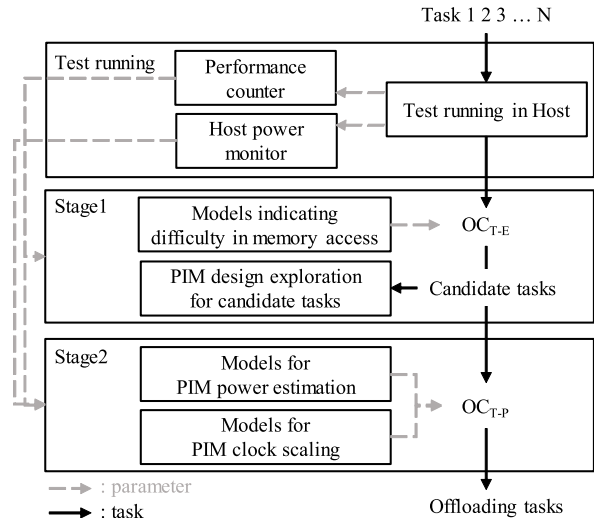 Task 1 2 3 … N
Test running
Performance
counter
Test running in Host
Host power
monitor
Stage1
Models indicating
difficulty in memory access
OCT-E
PIM design exploration
for candidate tasks
Candidate tasks
Stage2
Models for
PIM power estimation
OCT-P
Models for
PIM clock scaling
: parameter
: task
Offloading tasks